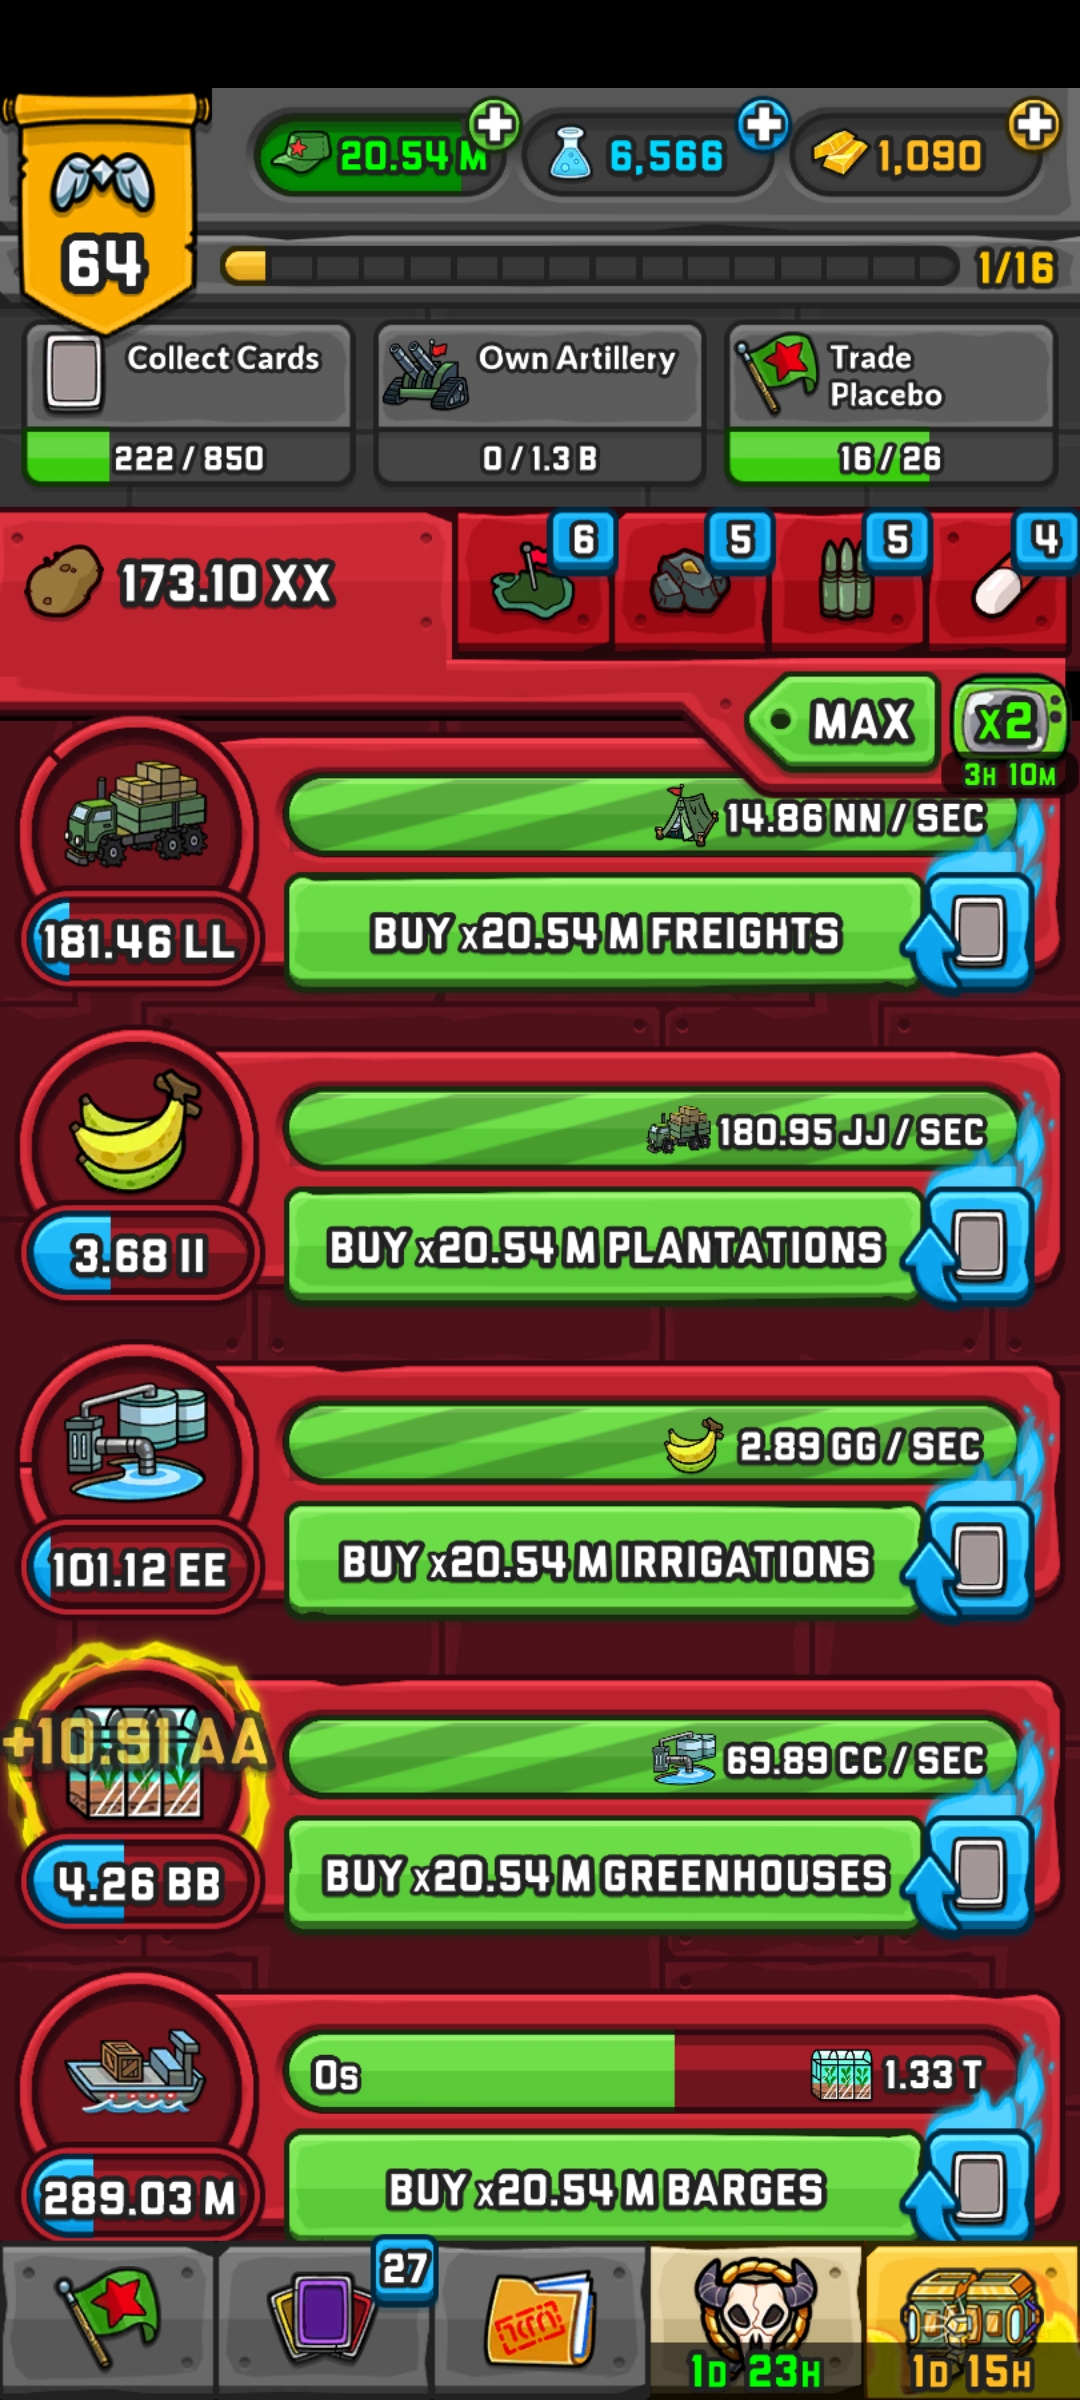 64
20.54 M
6,566
1,090
1/16
Collect Cards
222 / 850
Own Artillery
0 / 1.3 B
Trade
Placebo
16 / 26
173.10 XX
6
5
5
4
MAX
x2
3H 10M
14.86 NN / SEC
181.46 LL
BUY x20.54 M FREIGHTS
180.95 JJ / SEC
3.68 II
BUY x20.54 M PLANTATIONS
2.89 GG / SEC
101.12 EE
BUY x20.54 M IRRIGATIONS
+10.91 AA
69.89 CC / SEC
4.26 BB
BUY x20.54 M GREENHOUSES
0s
1.33 T
289.03 M
BUY x20.54 M BARGES
27
1D 23H
1D 15H